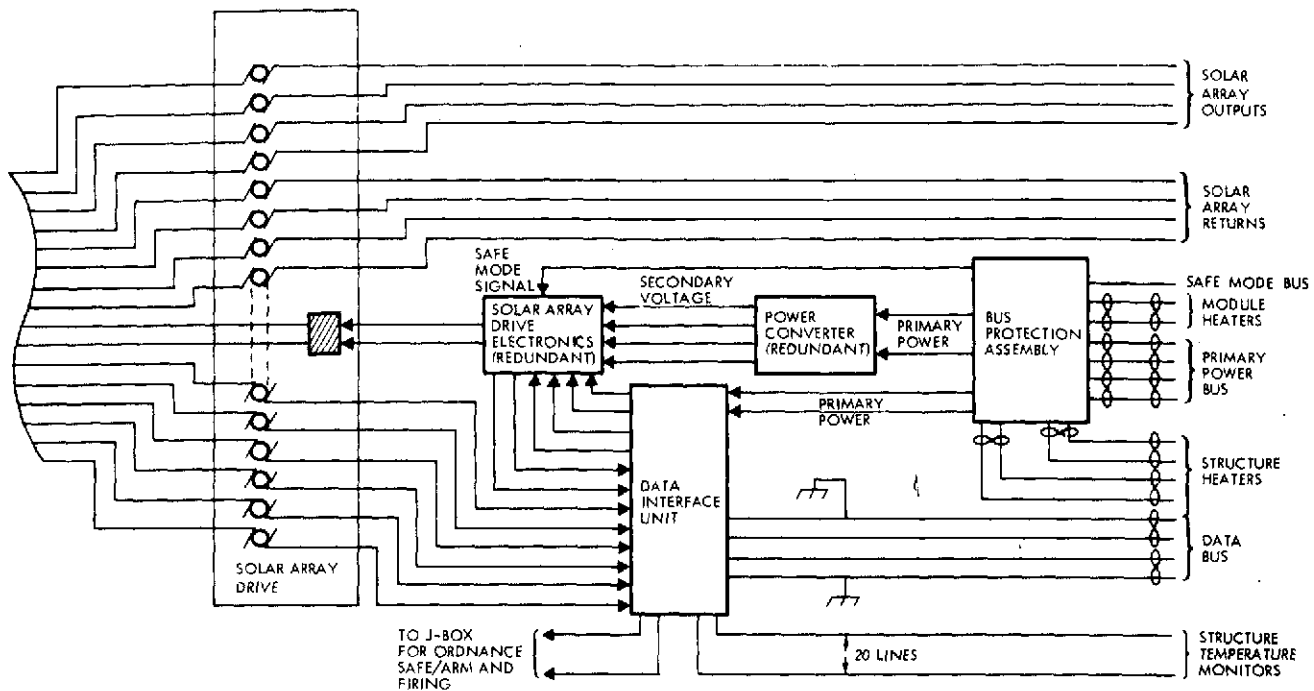 SOLAR
ARRAY
OUTPUTS
SOLAR
ARRAY
RETURNS
SAFE
MODE
SIGNAL
SECONDARY
VOLTAGE
SAFE MODE BUS
MODULE
HEATERS
SOLAR ARRAY
DRIVE
ELECTRONICS
(REDUNDANT)
POWER
CONVERTER
(REDUNDANT)
PRIMARY
POWER
BUS
PROTECTION
ASSEMBLY
PRIMARY
POWER
BUS
PRIMARY
POWER
STRUCTURE
HEATERS
DATA
INTERFACE
UNIT
DATA
BUS
SOLAR ARRAY
DRIVE
TO J-BOX
FOR ORDNANCE
SAFE/ARM AND
FIRING
20 LINES
STRUCTURE
TEMPERATURE
MONITORS